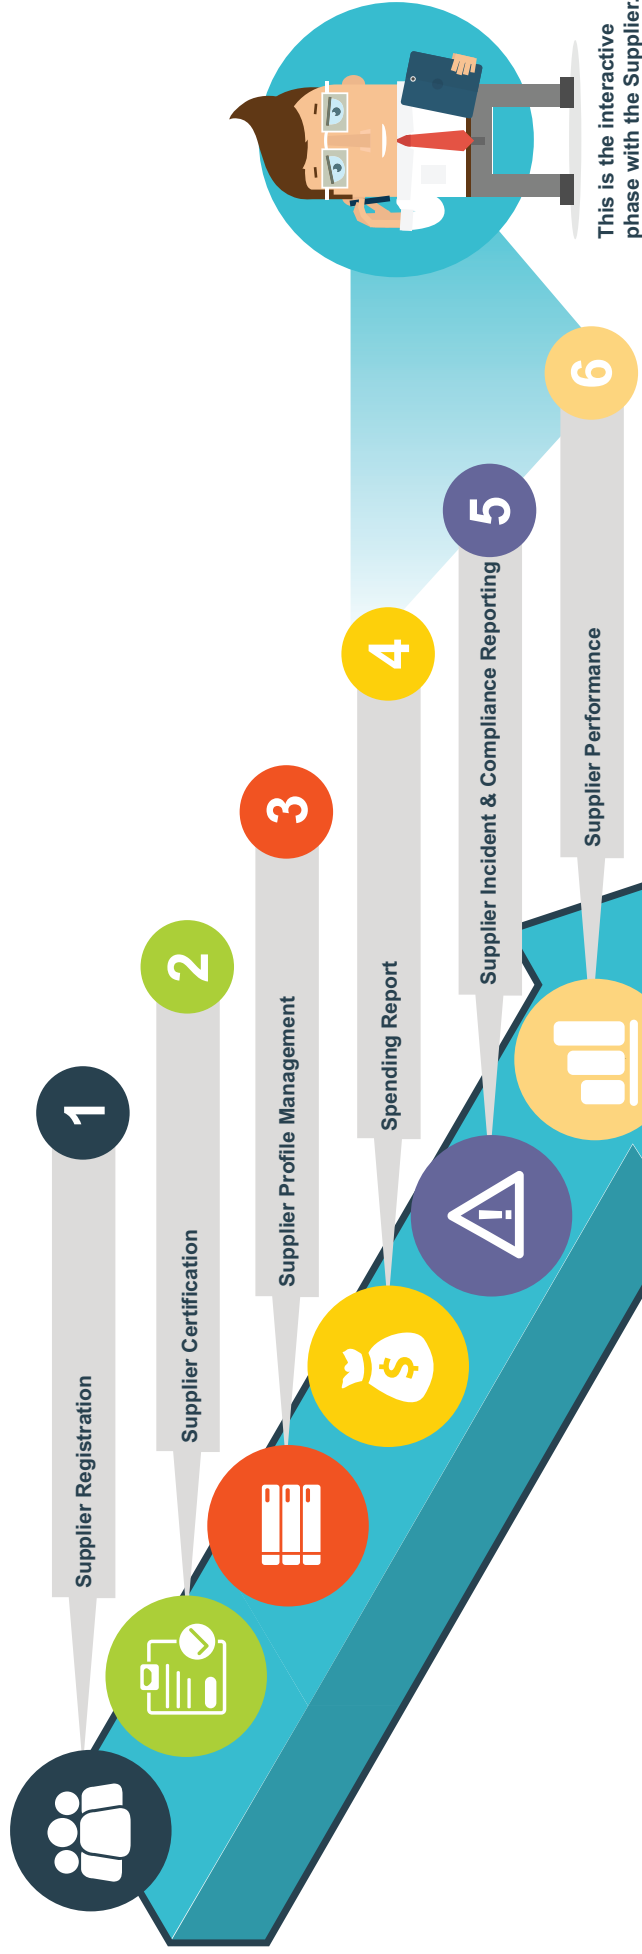 1
Supplier Registration
2
Supplier Certification
3
Supplier Profile Management
4
Spending Report
$
5
Supplier Incident & Compliance Reporting
!
6
Supplier Performance
This is the interactive
phase with the Supplier.